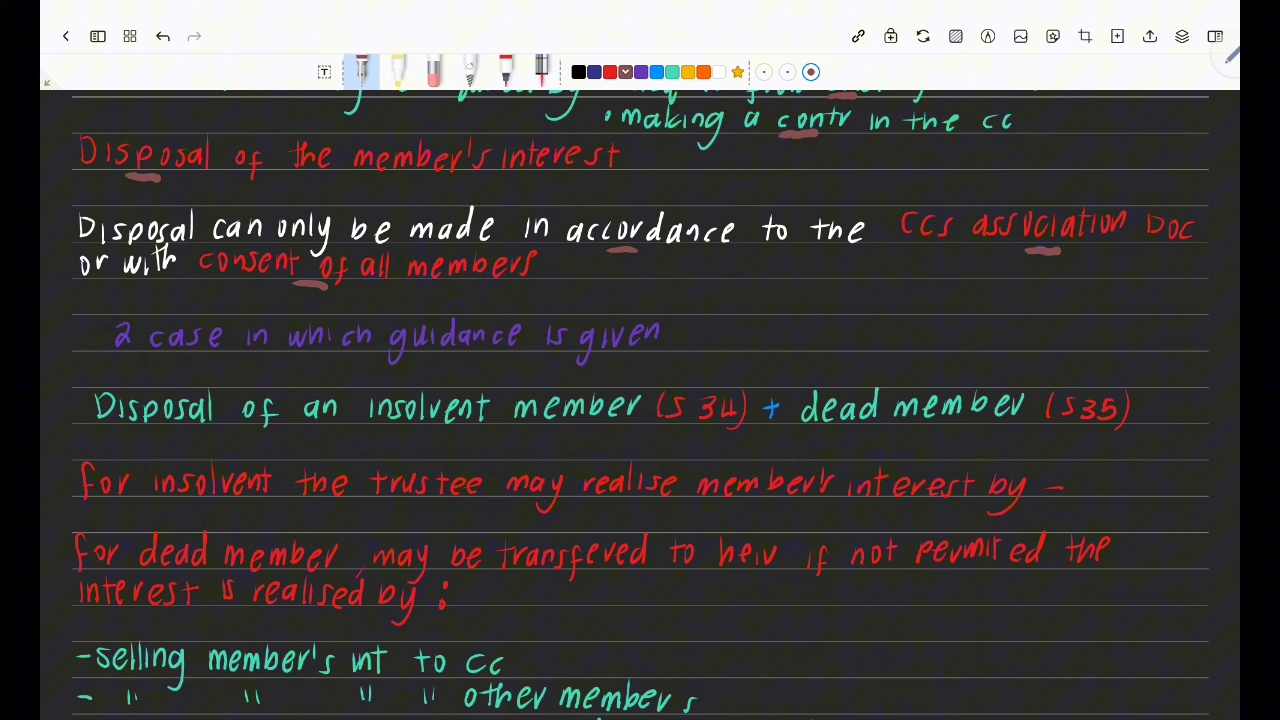 • making a contr in the cc
Disposal of the member's interest
Disposal can only be made in accordance to the CCs association Doc
or with consent of all members
2 case in which guidance is given
Disposal of an insolvent member (s 34) + dead member (s35)
for insolvent the trustee may realise member's interest by -
for dead member, may be transfered to heir if not permitted the
interest is realised by :
- selling member's int to cc
- " " " " other members